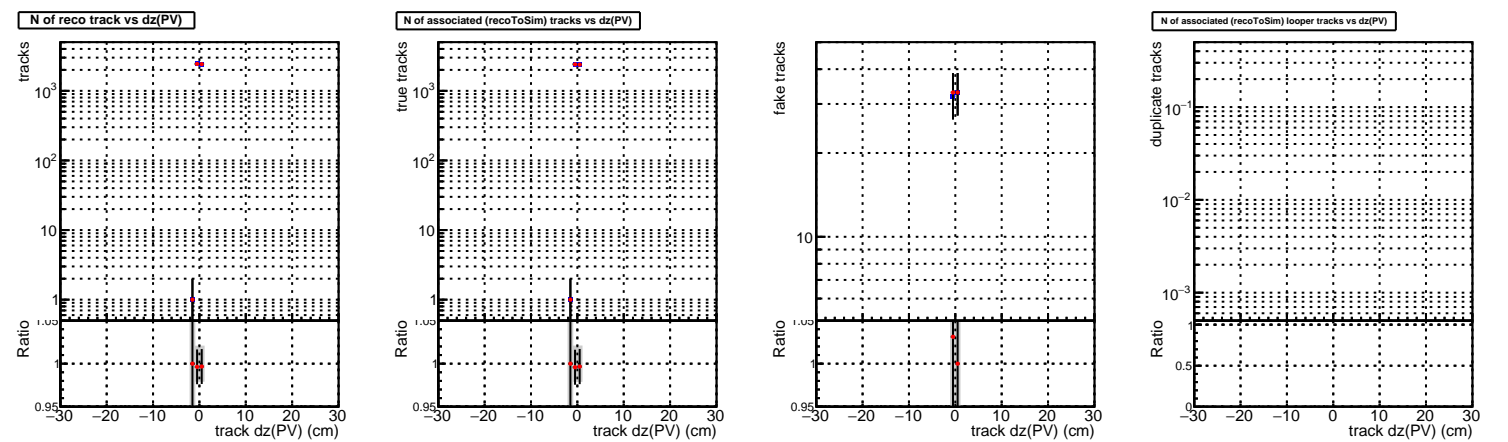 N of reco track vs dz(PV)
tracks
10³
10²
10
1
Ratio
1.05
1
0.95
−30 −20 −10 0 10 20 30
track dz(PV) (cm)
N of associated (recoToSim) tracks vs dz(PV)
true tracks
10³
10²
10
1
Ratio
1.05
1
0.95
−30 −20 −10 0 10 20 30
track dz(PV) (cm)
fake tracks
10
Ratio
1.05
1
0.95
−30 −20 −10 0 10 20 30
track dz(PV) (cm)
N of associated (recoToSim) looper tracks vs dz(PV)
duplicate tracks
10⁻¹
10⁻²
10⁻³
Ratio
1
0.5
0
−30 −20 −10 0 10 20 30
track dz(PV) (cm)